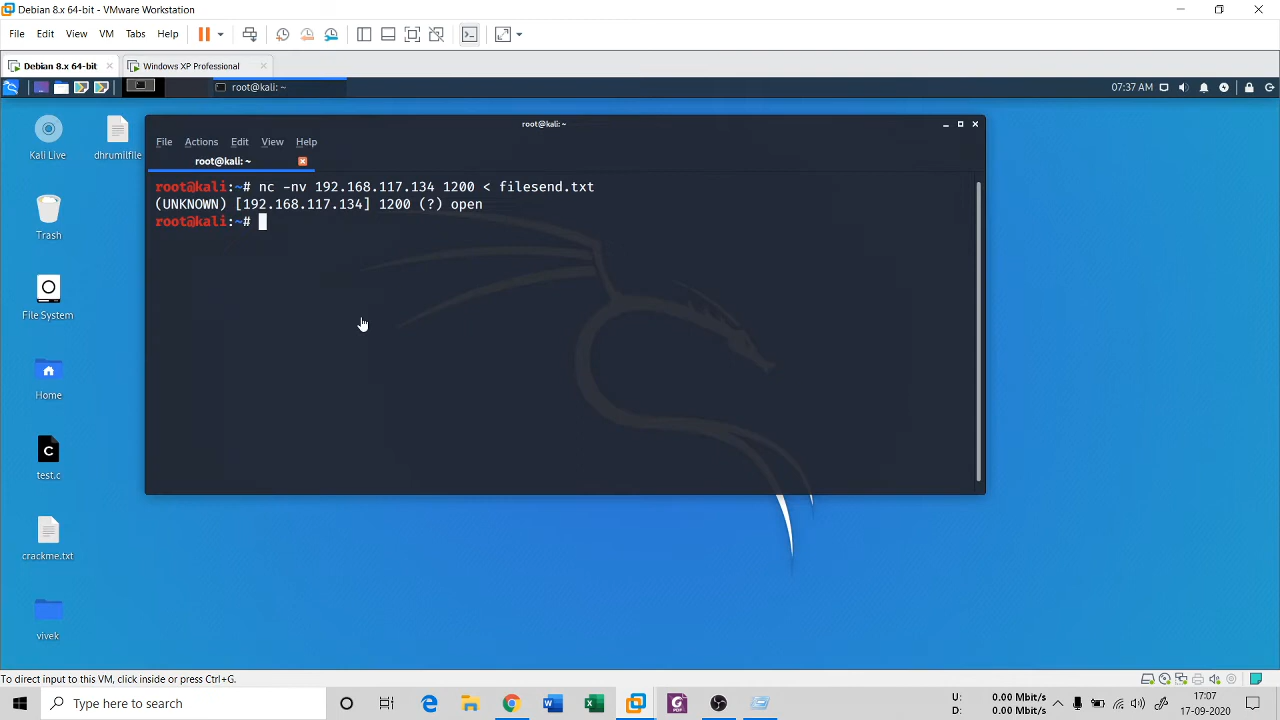 Debian 8.x 64-bit - VMware Workstation
File Edit View VM Tabs Help
Debian 8.x 64-bit
Windows XP Professional
root@kali: ~
07:37 AM
root@kali:~
File Actions Edit View Help
root@kali: ~
root@kali:~# nc -nv 192.168.117.134 1200 < filesend.txt
(UNKNOWN) [192.168.117.134] 1200 (?) open
root@kali:~#
Kali Live
dhrumilfile
Trash
File System
Home
C
test.c
crackme.txt
vivek
To direct input to this VM, click inside or press Ctrl+G.
Type here to search
U: 0.00 Mbit/s
D: 0.00 Mbit/s
17:07
17-09-2020